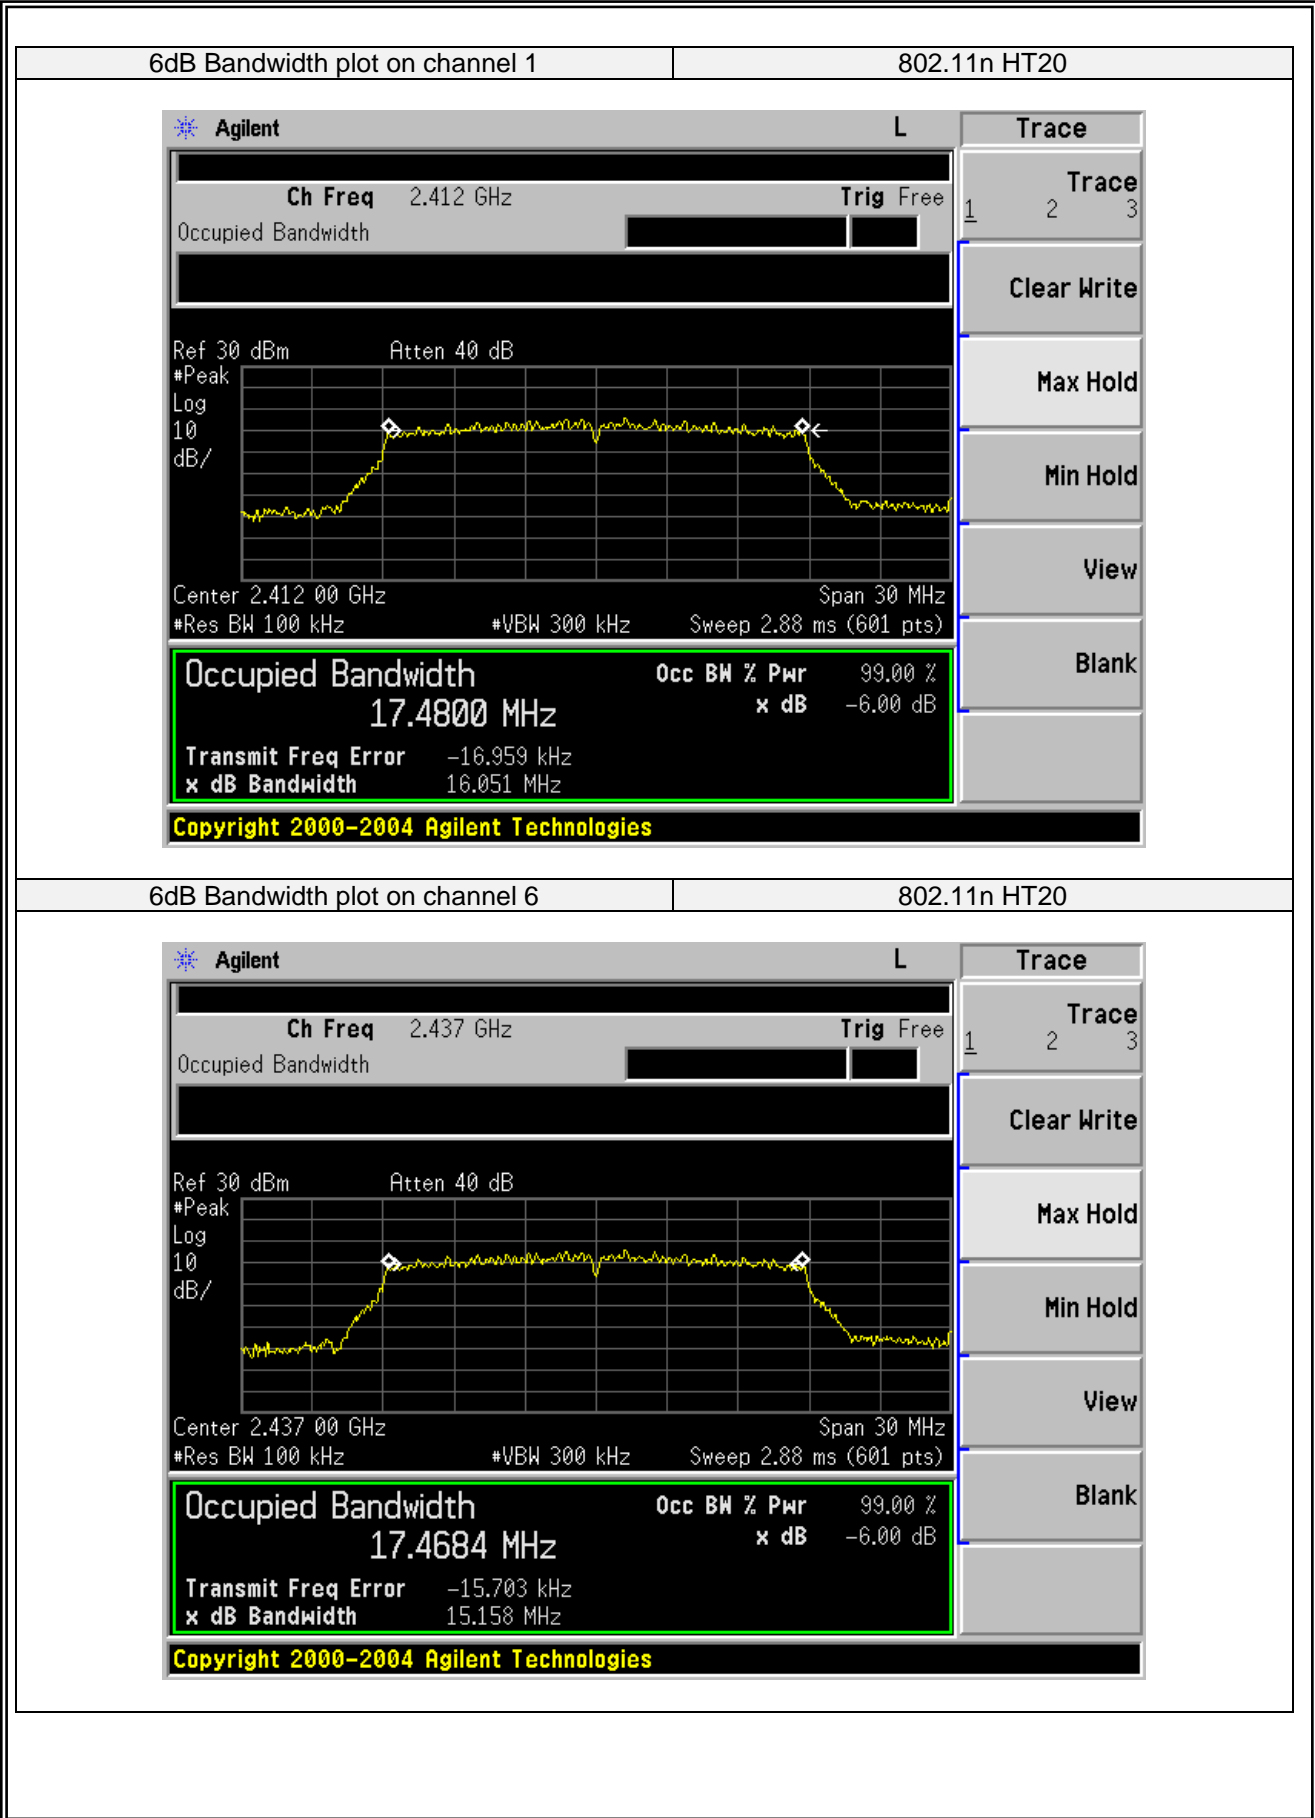 6dB Bandwidth plot on channel 1 802.11n HT20
Agilent L Trace
Ch Freq 2.412 GHz Trig Free
Occupied Bandwidth
Trace
1 2 3
Clear Write
Max Hold
Min Hold
View
Blank
Ref 30 dBm Atten 40 dB
#Peak
Log
10
dB/
Center 2.412 00 GHz Span 30 MHz
#Res BW 100 kHz #VBW 300 kHz Sweep 2.88 ms (601 pts)
Occupied Bandwidth Occ BW % Pwr 99.00 %
17.4800 MHz x dB -6.00 dB
Transmit Freq Error -16.959 kHz
x dB Bandwidth 16.051 MHz
Copyright 2000-2004 Agilent Technologies
6dB Bandwidth plot on channel 6 802.11n HT20
Agilent L Trace
Ch Freq 2.437 GHz Trig Free
Occupied Bandwidth
Trace
1 2 3
Clear Write
Max Hold
Min Hold
View
Blank
Ref 30 dBm Atten 40 dB
#Peak
Log
10
dB/
Center 2.437 00 GHz Span 30 MHz
#Res BW 100 kHz #VBW 300 kHz Sweep 2.88 ms (601 pts)
Occupied Bandwidth Occ BW % Pwr 99.00 %
17.4684 MHz x dB -6.00 dB
Transmit Freq Error -15.703 kHz
x dB Bandwidth 15.158 MHz
Copyright 2000-2004 Agilent Technologies